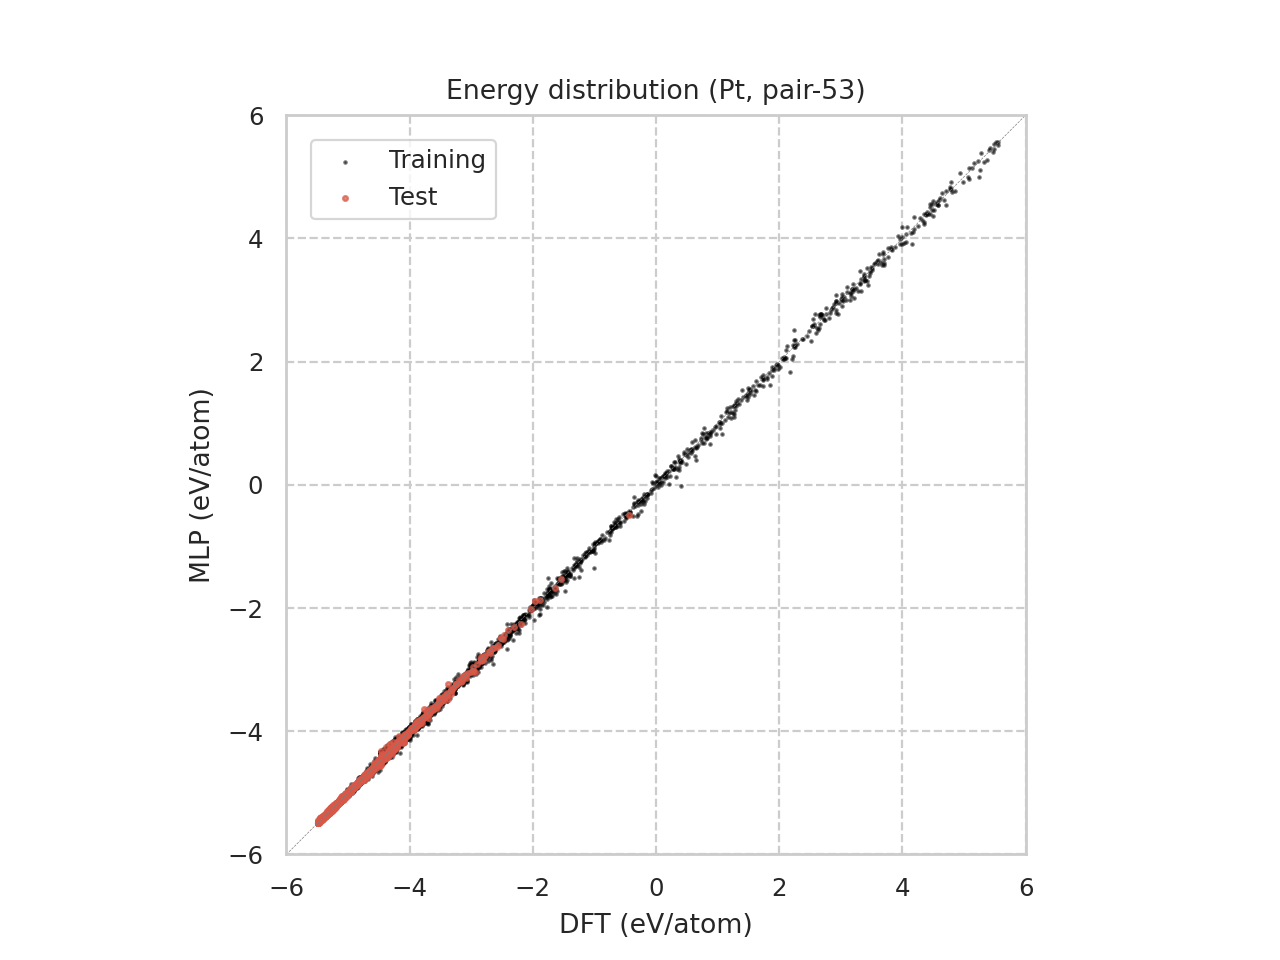 Energy distribution (Pt, pair-53)
Training
Test
6
4
2
0
−2
−4
−6
MLP (eV/atom)
−6 −4 −2 0 2 4 6
DFT (eV/atom)